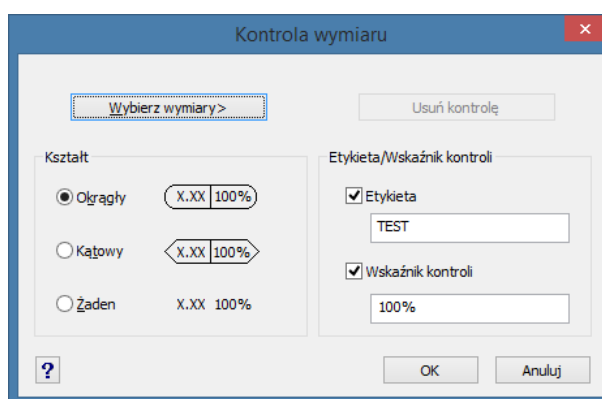 Kontrola wymiaru
Wybierz wymiary>
Usuń kontrolę
Kształt
Okrągły
X.XX 100%
Kątowy
X.XX 100%
Żaden
X.XX 100%
Etykieta/Wskaźnik kontroli
Etykieta
TEST
Wskaźnik kontroli
100%
?
OK
Anuluj